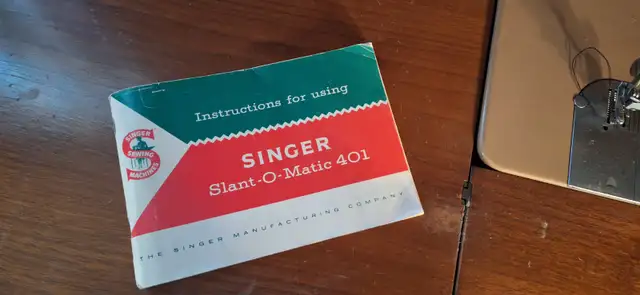 Instructions for using
SINGER
Slant-O-Matic 401
SINGER
SEWING
MACHINES
THE SINGER MANUFACTURING COMPANY